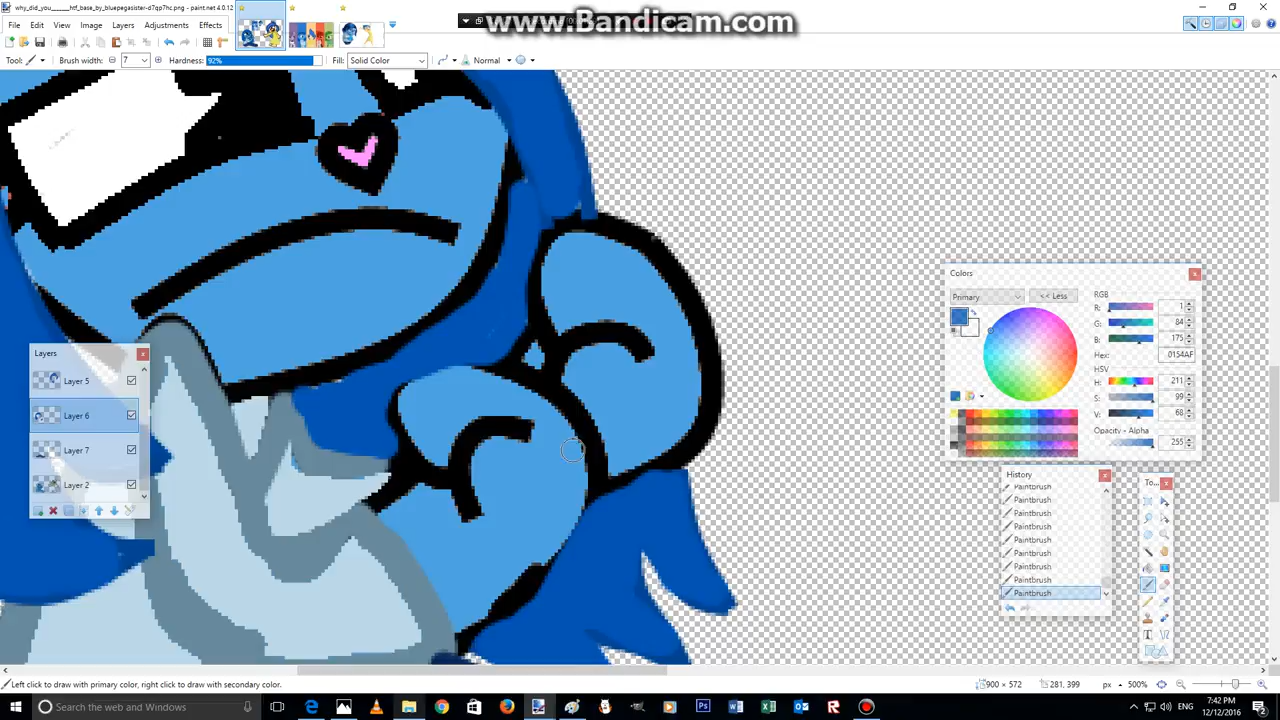 why_did_you______htf_base_by_bluepegasister-d7qp7hc.png - paint.net 4.0.12
www.Bandicam.com
File Edit View Image Layers Adjustments Effects
Tool: Brush width: 7 Hardness: 92% Fill: Solid Color Normal
Colors
Primary << Less RGB
R: 1
G: 84
B: 175
Hex: 0154AF
HSV
H: 211
S: 99
V: 68
Opacity - Alpha
255
Layers
Layer 5
Layer 6
Layer 7
Layer 2
History
Paintbrush
Paintbrush
Paintbrush
Paintbrush
Paintbrush
Paintbrush
Paintbrush
Paintbrush
Paintbrush
To...
Left click to draw with primary color, right click to draw with secondary color.
900 × 572
281, 399
px
500%
Search the web and Windows
7:42 PM
12/12/2016